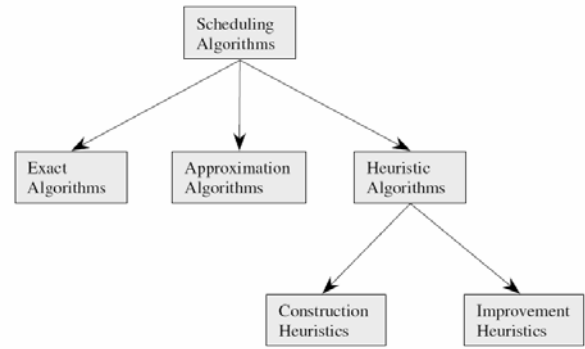 Scheduling
Algorithms
Exact
Algorithms
Approximation
Algorithms
Heuristic
Algorithms
Construction
Heuristics
Improvement
Heuristics